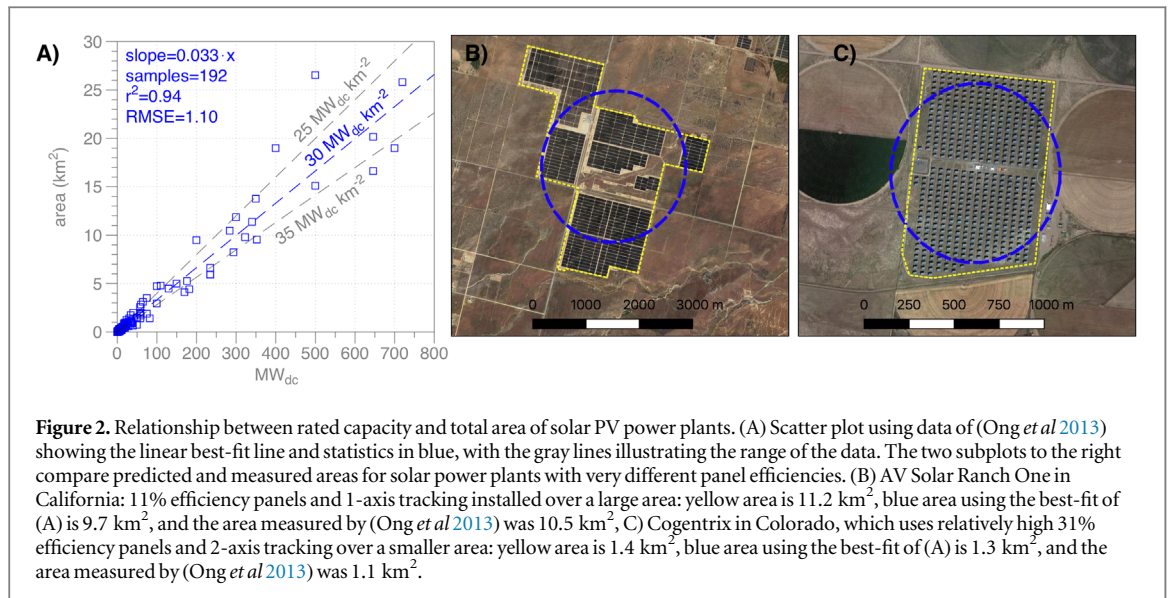 A)
30
25
20
15
10
5
0
area (km²)
slope=0.033·x
samples=192
r²=0.94
RMSE=1.10
25 MWdc km⁻²
30 MWdc km⁻²
35 MWdc km⁻²
0 100 200 300 400 500 600 700 800
MWdc
B)
0 1000 2000 3000 m
C)
0 250 500 750 1000 m
Figure 2. Relationship between rated capacity and total area of solar PV power plants. (A) Scatter plot using data of (Ong et al 2013)
showing the linear best-fit line and statistics in blue, with the gray lines illustrating the range of the data. The two subplots to the right
compare predicted and measured areas for solar power plants with very different panel efficiencies. (B) AV Solar Ranch One in
California: 11% efficiency panels and 1-axis tracking installed over a large area: yellow area is 11.2 km², blue area using the best-fit of
(A) is 9.7 km², and the area measured by (Ong et al 2013) was 10.5 km², C) Cogentrix in Colorado, which uses relatively high 31%
efficiency panels and 2-axis tracking over a smaller area: yellow area is 1.4 km², blue area using the best-fit of (A) is 1.3 km², and the
area measured by (Ong et al 2013) was 1.1 km².